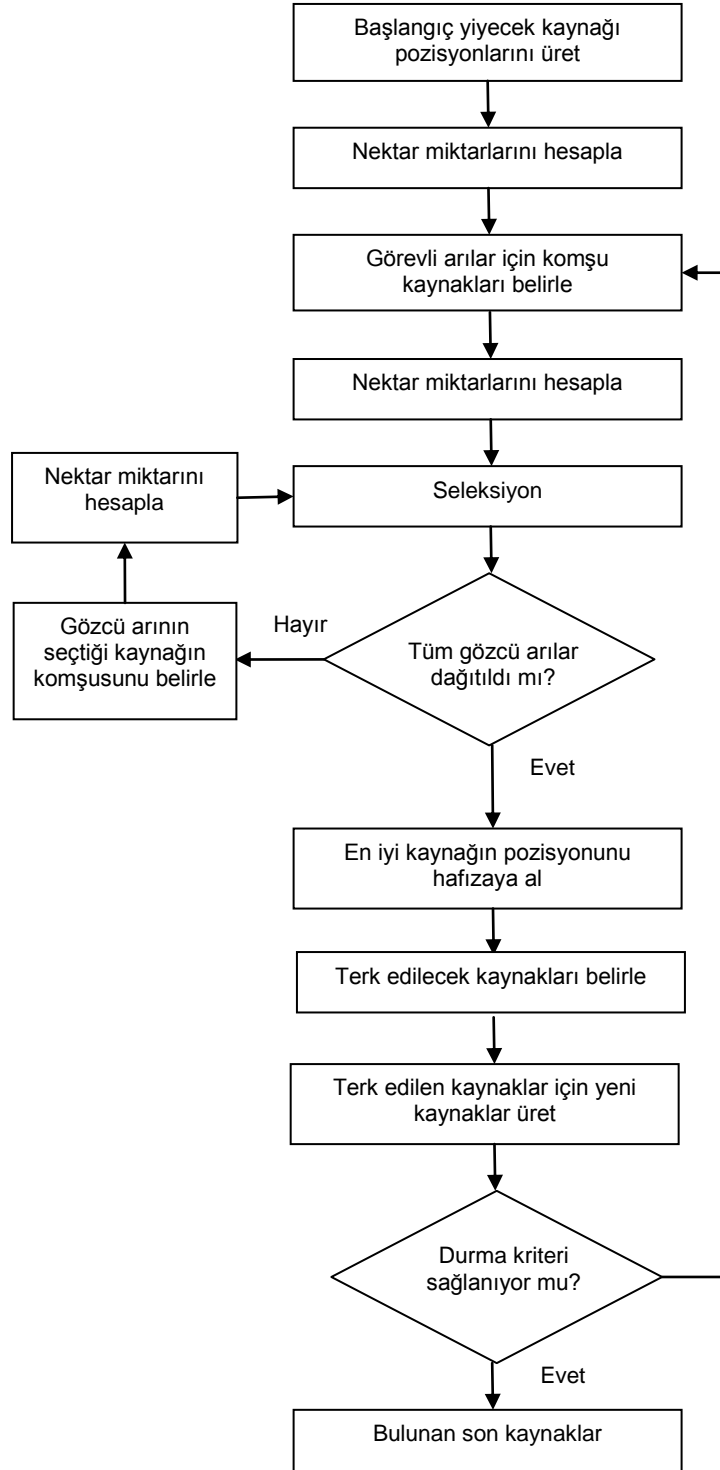 Başlangıç yiyecek kaynağı
pozisyonlarını üret
Nektar miktarlarını hesapla
Görevli arılar için komşu
kaynakları belirle
Nektar miktarlarını hesapla
Nektar miktarını
hesapla
Seleksiyon
Gözcü arının
seçtiği kaynağın
komşusunu belirle
Hayır
Tüm gözcü arılar
dağıtıldı mı?
Evet
En iyi kaynağın pozisyonunu
hafızaya al
Terk edilecek kaynakları belirle
Terk edilen kaynaklar için yeni
kaynaklar üret
Durma kriteri
sağlanıyor mu?
Evet
Bulunan son kaynaklar